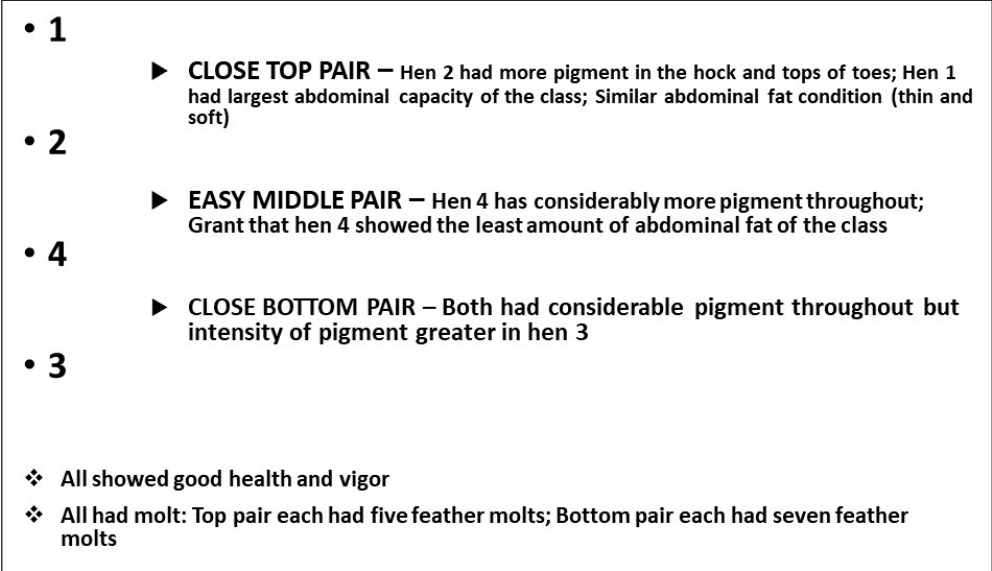 • 1
▶ CLOSE TOP PAIR – Hen 2 had more pigment in the hock and tops of toes; Hen 1
had largest abdominal capacity of the class; Similar abdominal fat condition (thin and
soft)
• 2
▶ EASY MIDDLE PAIR – Hen 4 has considerably more pigment throughout;
Grant that hen 4 showed the least amount of abdominal fat of the class
• 4
▶ CLOSE BOTTOM PAIR – Both had considerable pigment throughout but
intensity of pigment greater in hen 3
• 3
❖ All showed good health and vigor
❖ All had molt: Top pair each had five feather molts; Bottom pair each had seven feather
molts